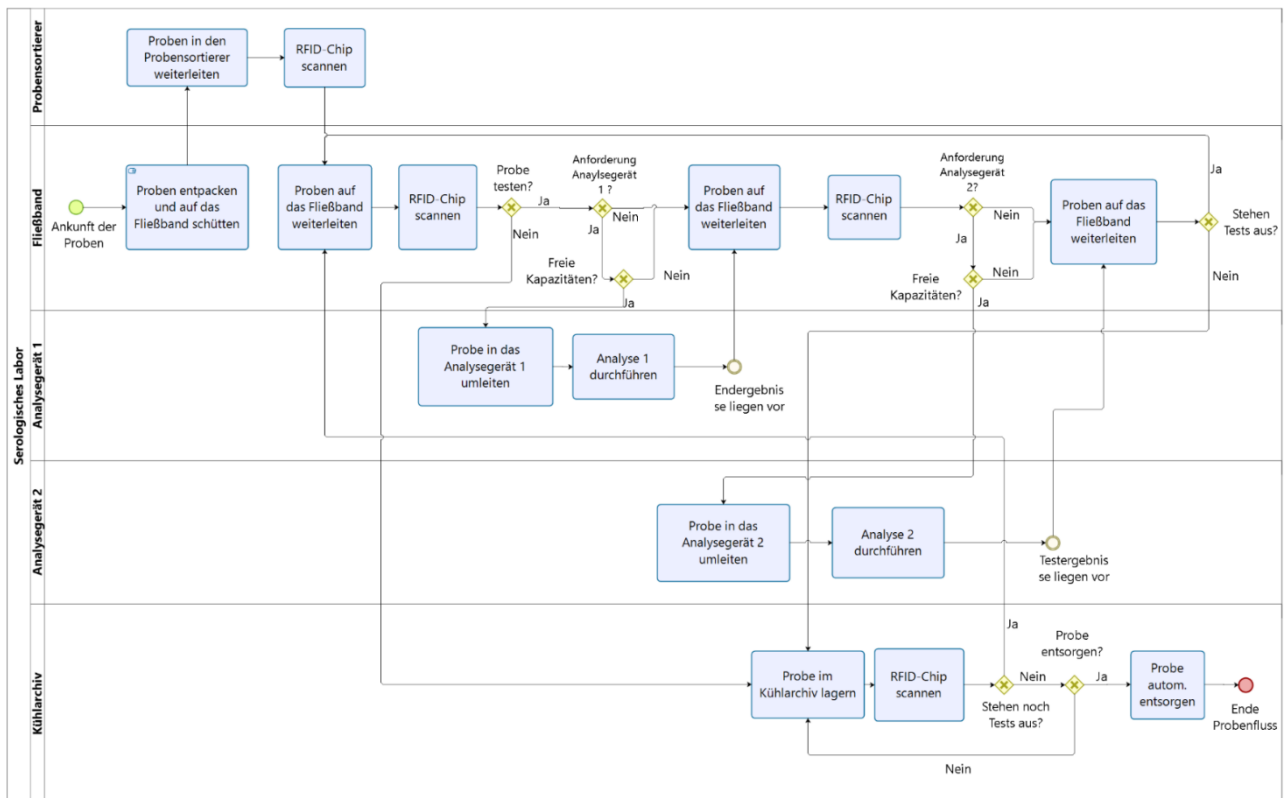 Serologisches Labor
Probensortierer
Proben in den
Probensortierer
weiterleiten
RFID-Chip
scannen
Fließband
Ankunft der
Proben
Proben entpacken
und auf das
Fließband schütten
Proben auf
das Fließband
weiterleiten
RFID-Chip
scannen
Probe
testen?
Ja
Nein
Anforderung
Anaylsegerät
1 ?
Nein
Ja
Freie
Kapazitäten?
Nein
Ja
Proben auf
das Fließband
weiterleiten
RFID-Chip
scannen
Anforderung
Analysegerät
2?
Nein
Ja
Freie
Kapazitäten?
Nein
Ja
Proben auf das
Fließband
weiterleiten
Ja
Stehen
Tests aus?
Nein
Analysegerät 1
Probe in das
Analysegerät 1
umleiten
Analyse 1
durchführen
Endergebnis
se liegen vor
Analysegerät 2
Probe in das
Analysegerät 2
umleiten
Analyse 2
durchführen
Testergebnis
se liegen vor
Kühlarchiv
Probe im
Kühlarchiv lagern
RFID-Chip
scannen
Ja
Nein
Stehen noch
Tests aus?
Probe
entsorgen?
Ja
Nein
Probe
autom.
entsorgen
Ende
Probenfluss